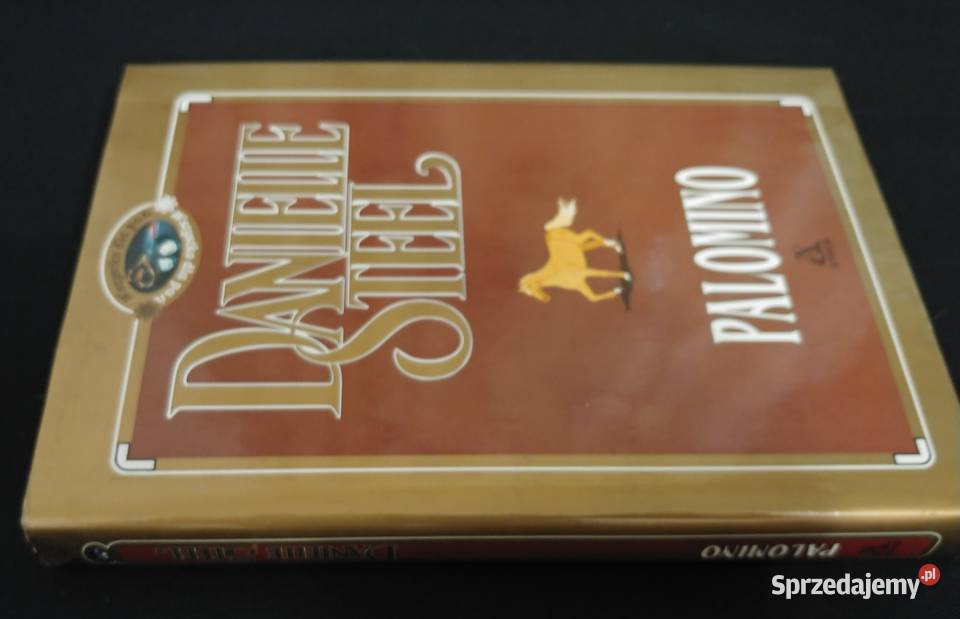 DANIELLE
STEEL
PALOMINO
DANIELLE STEEL
PALOMINO
Sprzedajemy.pl